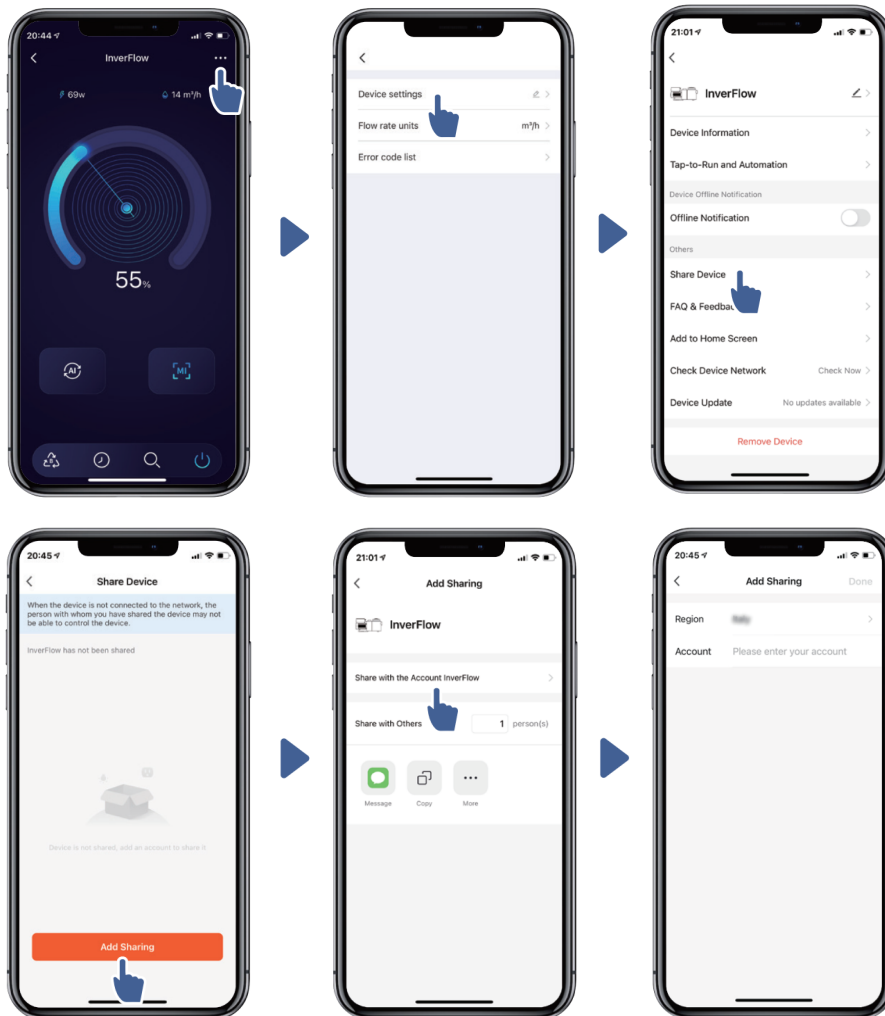 20:44
InverFlow
...
69w
14 m³/h
55%
AI
MI
Device settings
Flow rate units m³/h
Error code list
21:01
InverFlow
Device Information
Tap-to-Run and Automation
Device Offline Notification
Offline Notification
Others
Share Device
FAQ & Feedba
Add to Home Screen
Check Device Network Check Now
Device Update No updates available
Remove Device
20:45
Share Device
When the device is not connected to the network, the
person with whom you have shared the device may not
be able to control the device.
InverFlow has not been shared
Device is not shared, add an account to share it
Add Sharing
21:01
Add Sharing
InverFlow
Share with the Account InverFlow
Share with Others 1 person(s)
Message Copy More
20:45
Add Sharing Done
Region
Account Please enter your account